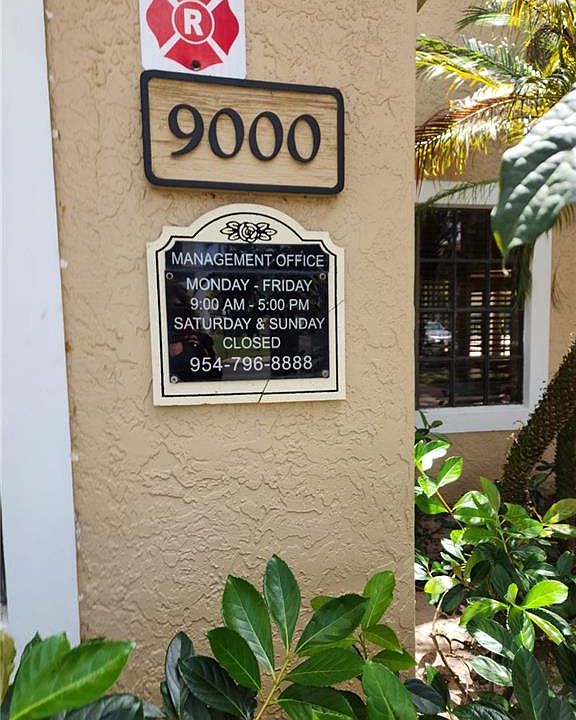 R
9000
MANAGEMENT OFFICE
MONDAY - FRIDAY
9:00 AM - 5:00 PM
SATURDAY & SUNDAY
CLOSED
954-796-8888